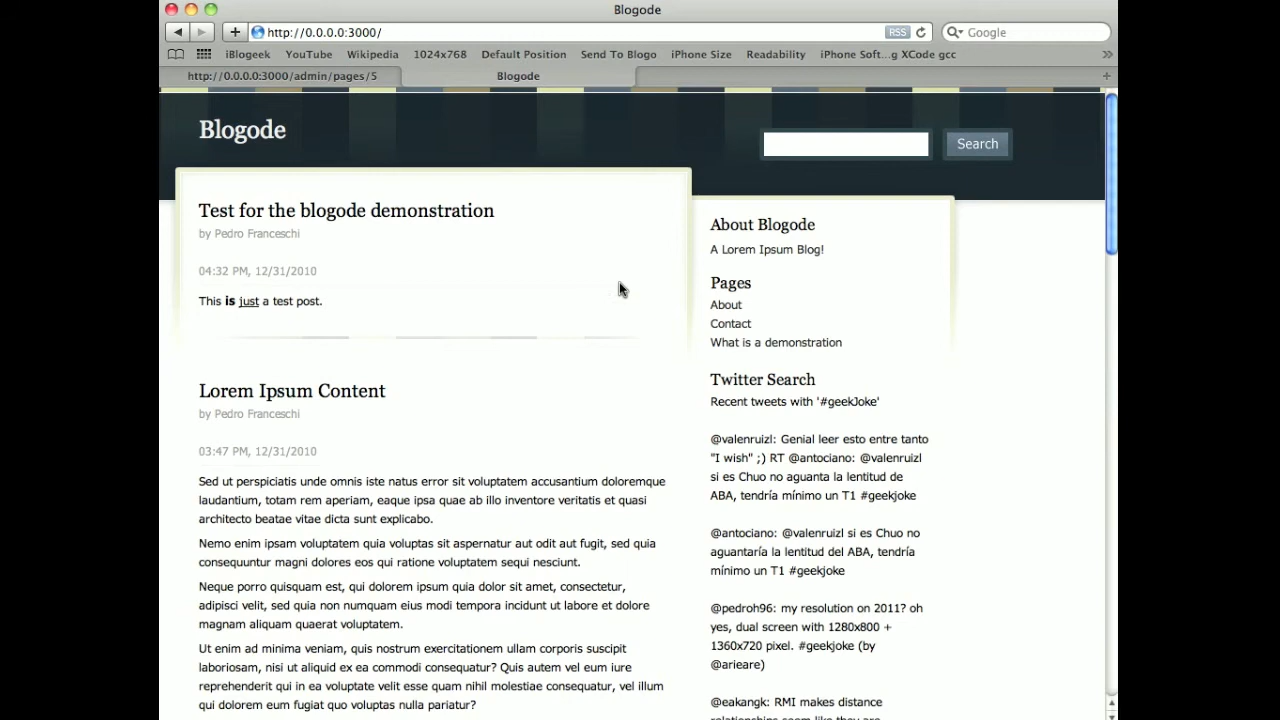 Blogode
http://0.0.0.0:3000/
RSS
Google
iBlogeek YouTube Wikipedia 1024x768 Default Position Send To Blogo iPhone Size Readability iPhone Soft...g XCode gcc
http://0.0.0.0:3000/admin/pages/5
Blogode
Blogode
Search
Test for the blogode demonstration
by Pedro Franceschi
04:32 PM, 12/31/2010
This is just a test post.
Lorem Ipsum Content
by Pedro Franceschi
03:47 PM, 12/31/2010
Sed ut perspiciatis unde omnis iste natus error sit voluptatem accusantium doloremque
laudantium, totam rem aperiam, eaque ipsa quae ab illo inventore veritatis et quasi
architecto beatae vitae dicta sunt explicabo.
Nemo enim ipsam voluptatem quia voluptas sit aspernatur aut odit aut fugit, sed quia
consequuntur magni dolores eos qui ratione voluptatem sequi nesciunt.
Neque porro quisquam est, qui dolorem ipsum quia dolor sit amet, consectetur,
adipisci velit, sed quia non numquam eius modi tempora incidunt ut labore et dolore
magnam aliquam quaerat voluptatem.
Ut enim ad minima veniam, quis nostrum exercitationem ullam corporis suscipit
laboriosam, nisi ut aliquid ex ea commodi consequatur? Quis autem vel eum iure
reprehenderit qui in ea voluptate velit esse quam nihil molestiae consequatur, vel illum
qui dolorem eum fugiat quo voluptas nulla pariatur?
About Blogode
A Lorem Ipsum Blog!
Pages
About
Contact
What is a demonstration
Twitter Search
Recent tweets with '#geekJoke'
@valenruizl: Genial leer esto entre tanto
"I wish" ;) RT @antociano: @valenruizl
si es Chuo no aguanta la lentitud de
ABA, tendría mínimo un T1 #geekjoke
@antociano: @valenruizl si es Chuo no
aguantaría la lentitud del ABA, tendría
mínimo un T1 #geekjoke
@pedroh96: my resolution on 2011? oh
yes, dual screen with 1280x800 +
1360x720 pixel. #geekjoke (by
@arieare)
@eakangk: RMI makes distance
relationships seem like they are